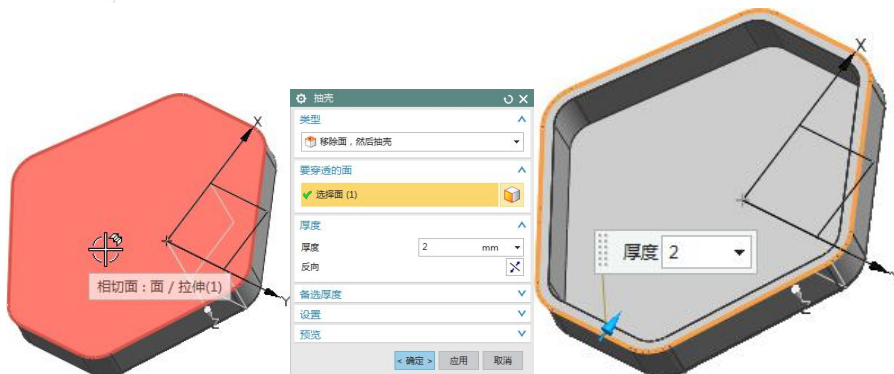 X
Y
Z
相切面：面 / 拉伸(1)
抽壳
类型
移除面，然后抽壳
要穿透的面
选择面 (1)
厚度
厚度 2 mm
反向
备选厚度
设置
预览
< 确定 > 应用 取消
X
厚度 2
Z